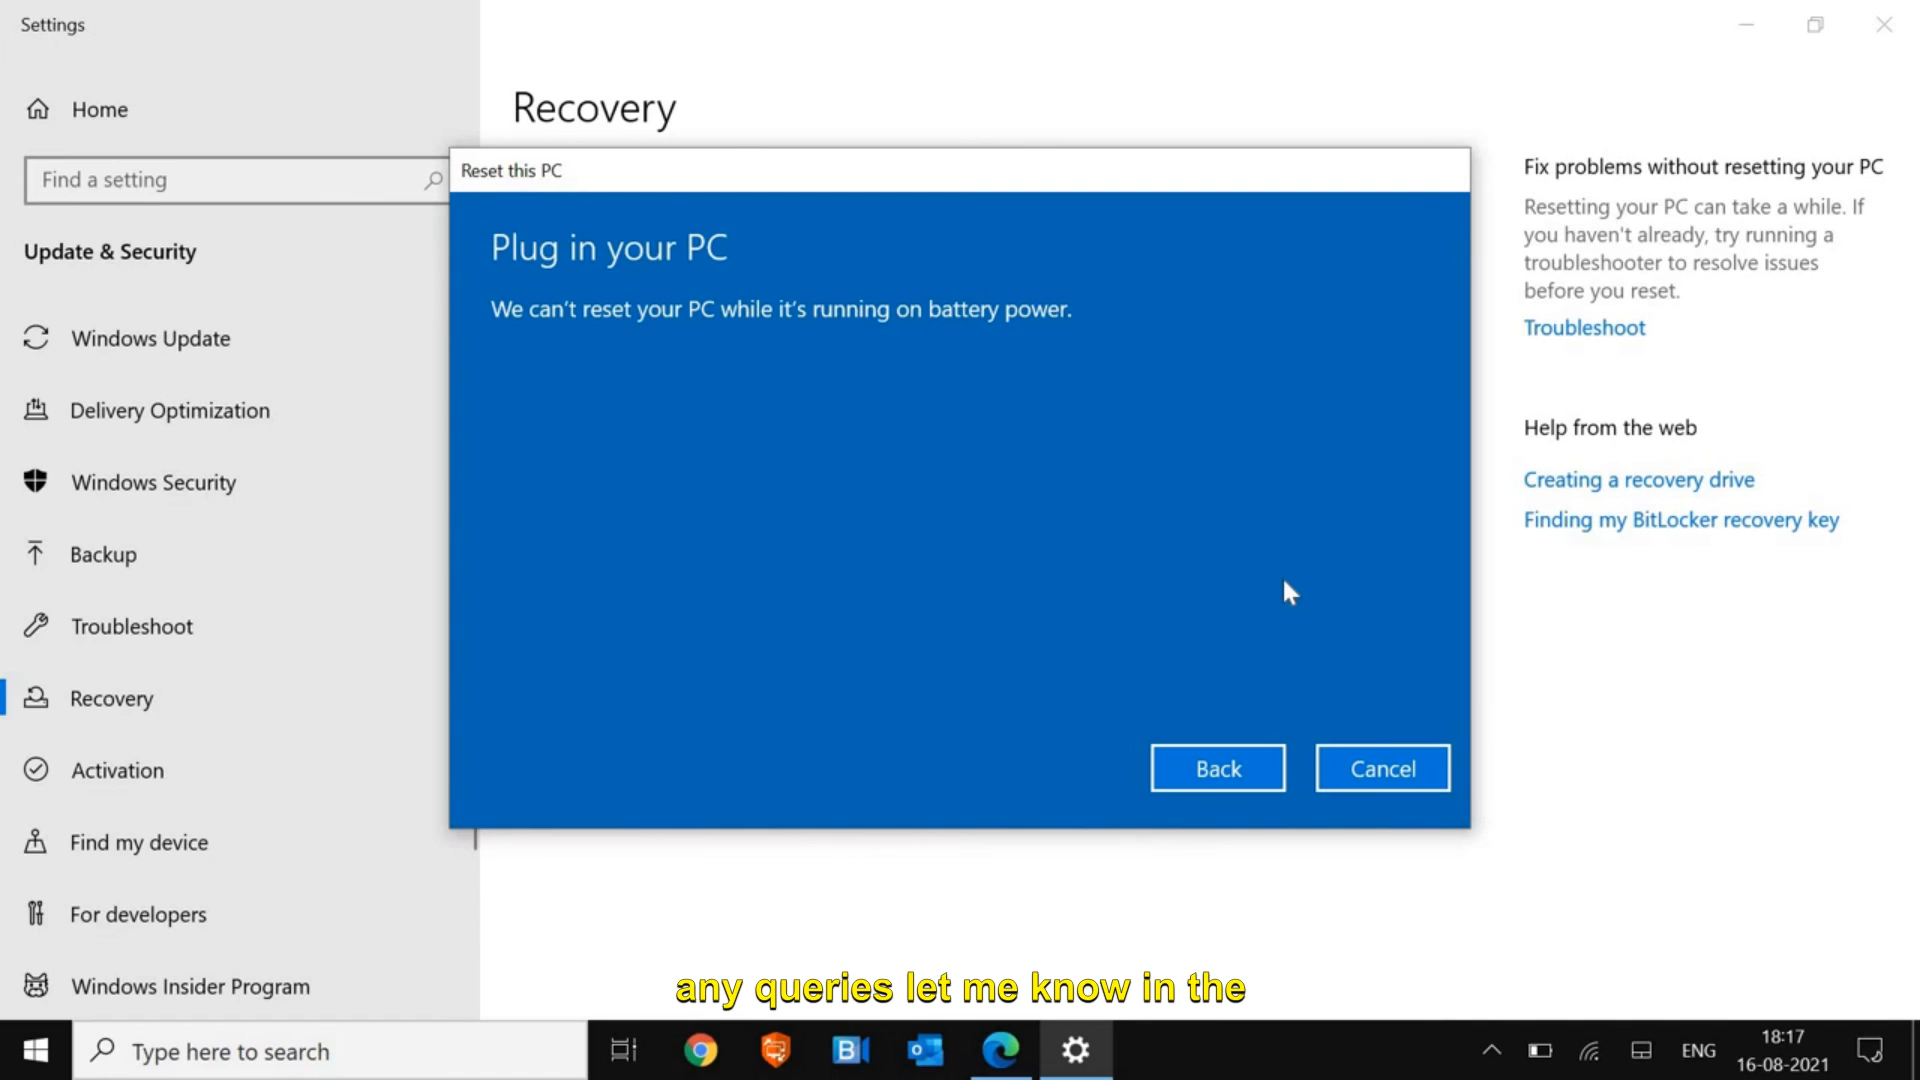 Settings
Home
Find a setting
Update & Security
Windows Update
Delivery Optimization
Windows Security
Backup
Troubleshoot
Recovery
Activation
Find my device
For developers
Windows Insider Program
Recovery
Reset this PC
Plug in your PC
We can't reset your PC while it's running on battery power.
Back
Cancel
Fix problems without resetting your PC
Resetting your PC can take a while. If
you haven't already, try running a
troubleshooter to resolve issues
before you reset.
Troubleshoot
Help from the web
Creating a recovery drive
Finding my BitLocker recovery key
any queries let me know in the
Type here to search
ENG
18:17
16-08-2021